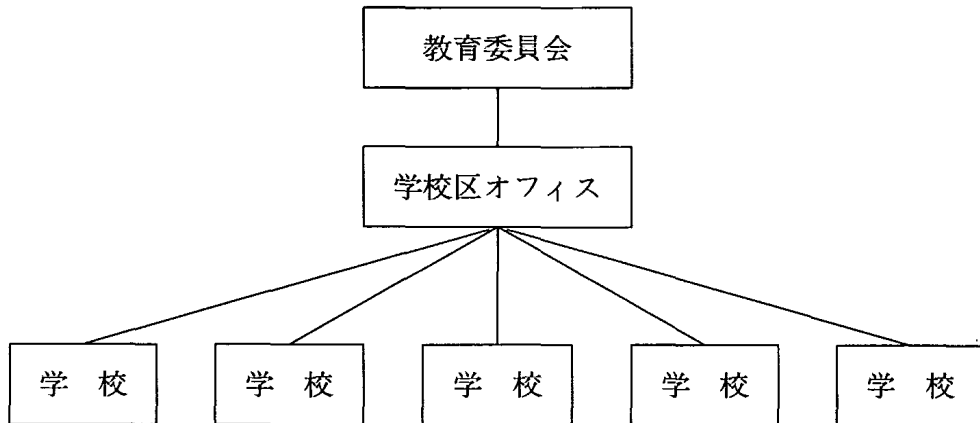 教育委員会
学校区オフィス
学 校
学 校
学 校
学 校
学 校